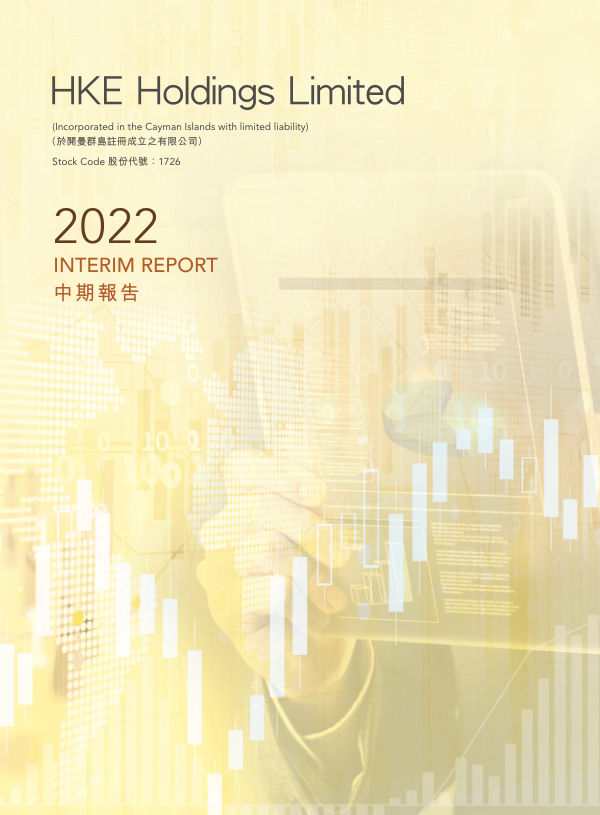 HKE Holdings Limited
(Incorporated in the Cayman Islands with limited liability)
(於開曼群島註冊成立之有限公司)
Stock Code 股份代號：1726
2022
INTERIM REPORT
中期報告